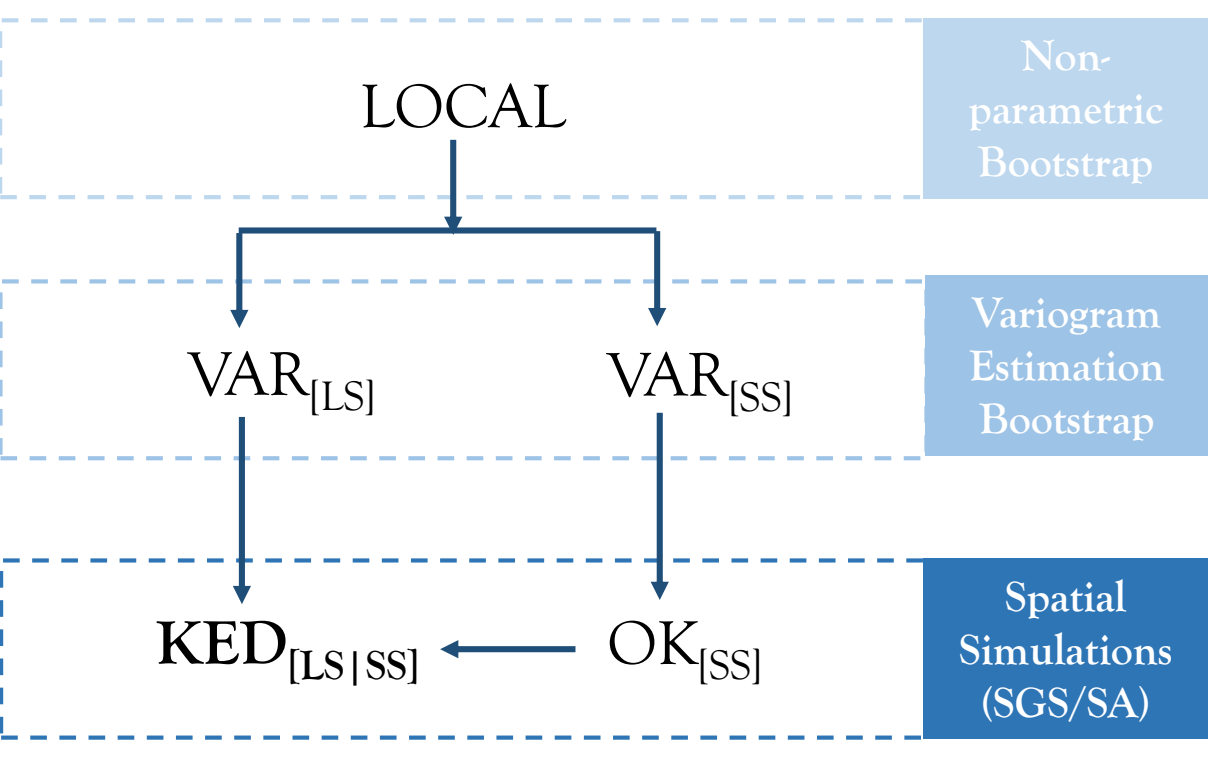 LOCAL
Non-
parametric
Bootstrap
VAR[LS]
VAR[SS]
Variogram
Estimation
Bootstrap
KED[LS|SS]
OK[SS]
Spatial
Simulations
(SGS/SA)